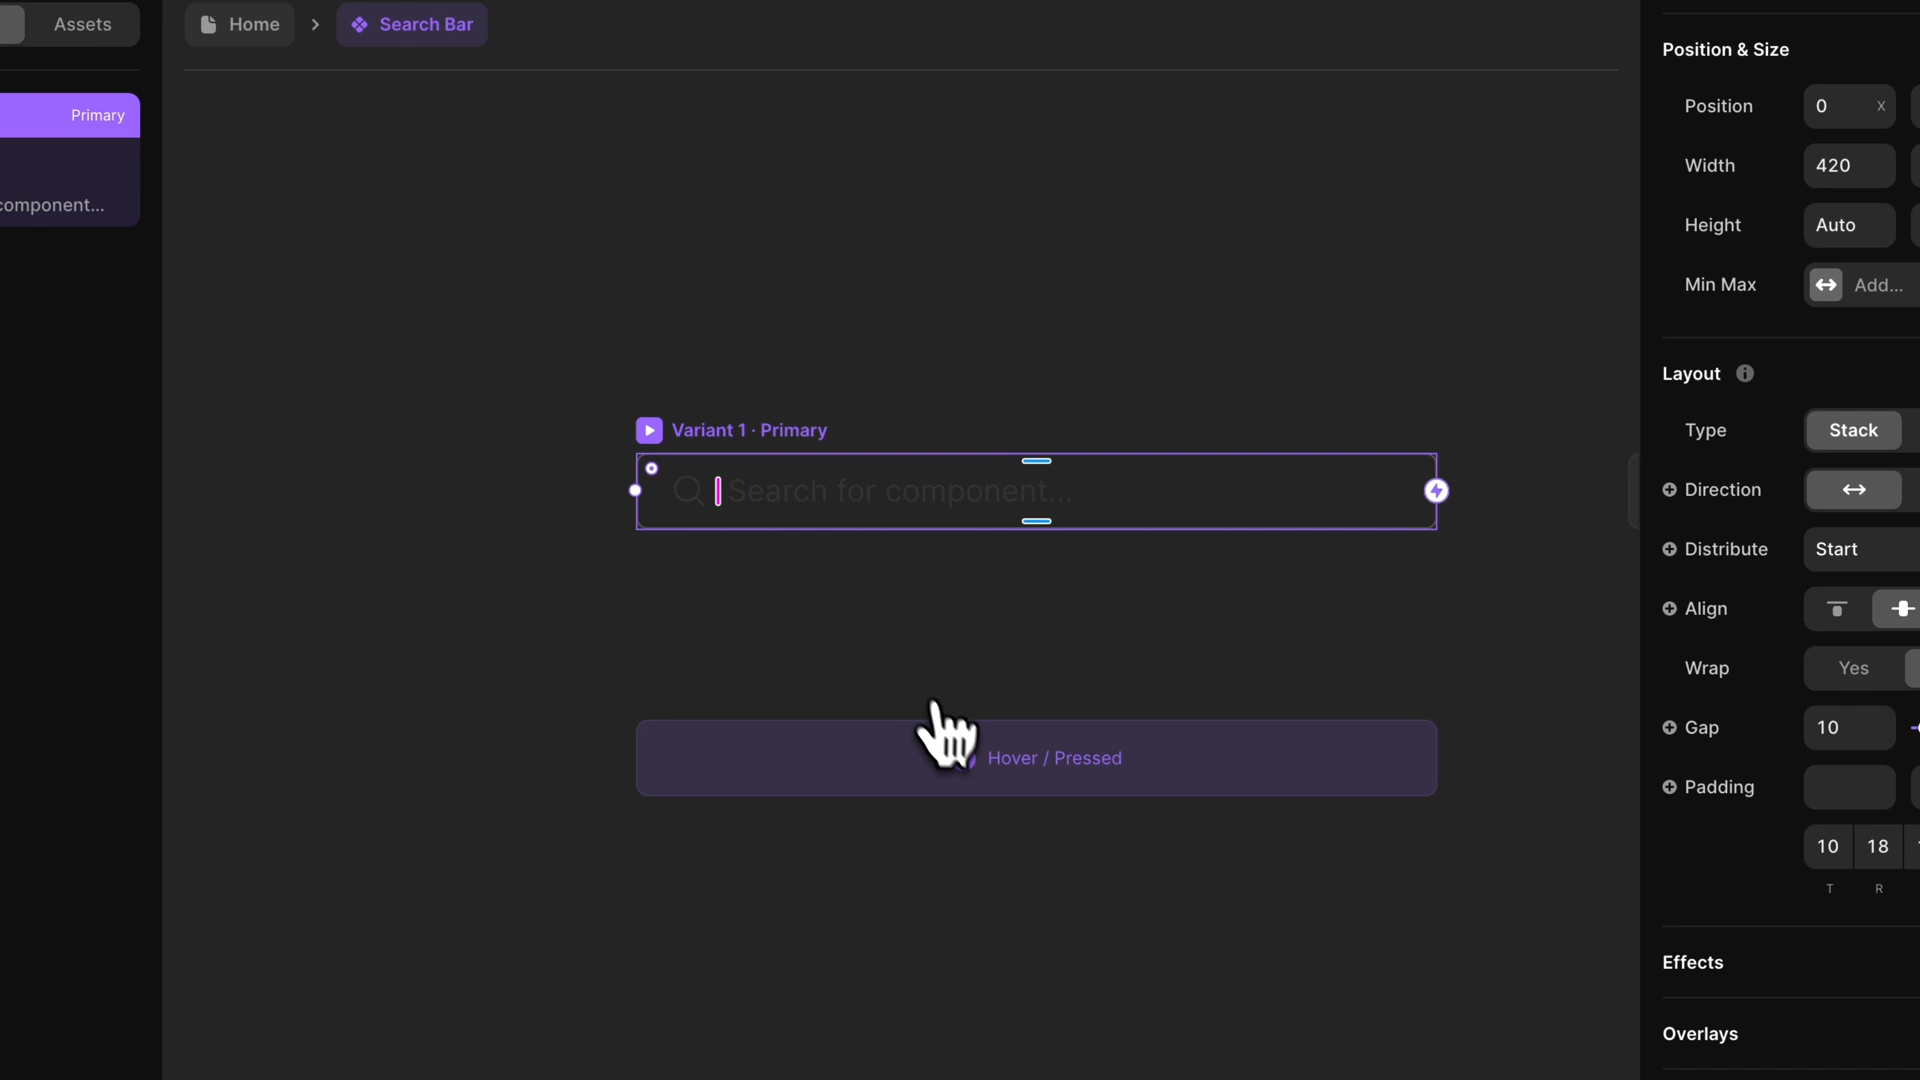 Assets
Home
Search Bar
Primary
component...
Variant 1 · Primary
Search for component...
Hover / Pressed
Position & Size
Position
0
X
Width
420
Height
Auto
Min Max
Add...
Layout
Type
Stack
Direction
Distribute
Start
Align
Wrap
Yes
Gap
10
Padding
10
18
T
R
Effects
Overlays